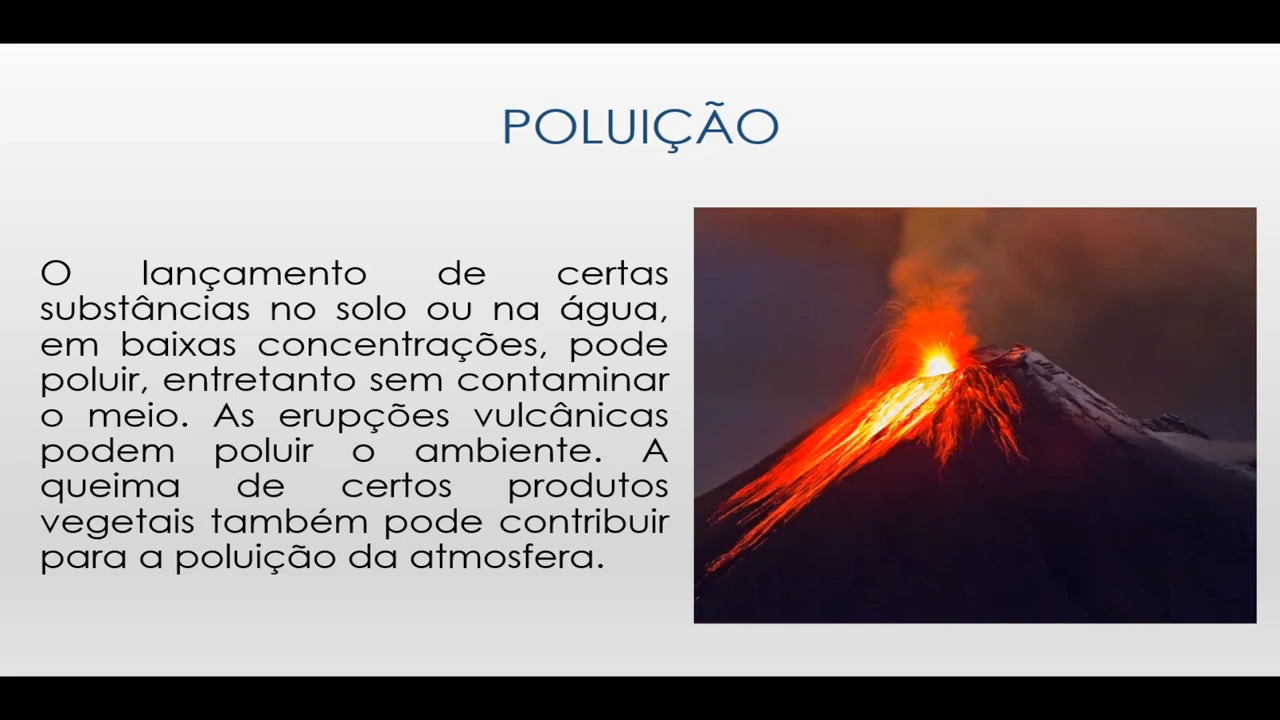 POLUIÇÃO
O lançamento de certas
substâncias no solo ou na água,
em baixas concentrações, pode
poluir, entretanto sem contaminar
o meio. As erupções vulcânicas
podem poluir o ambiente. A
queima de certos produtos
vegetais também pode contribuir
para a poluição da atmosfera.